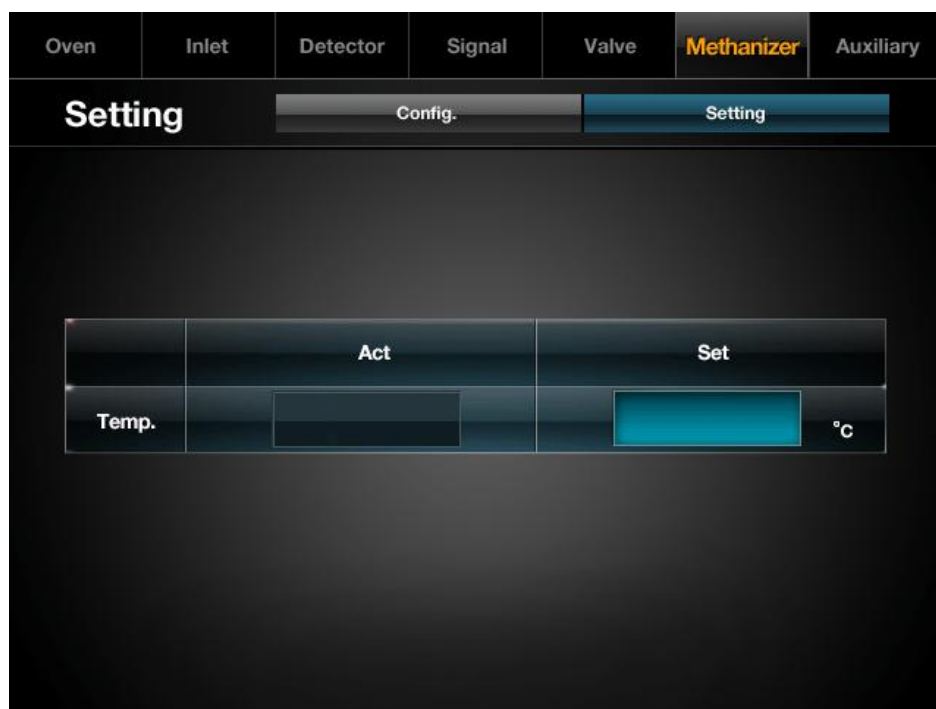 Oven Inlet Detector Signal Valve Methanizer Auxiliary
Setting Config. Setting
Act Set
Temp. °C